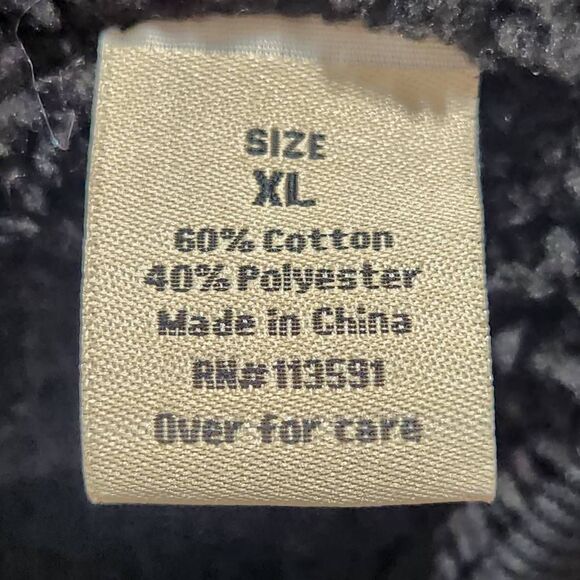 SIZE
XL
60% Cotton
40% Polyester
Made in China
RN#113591
Over for care